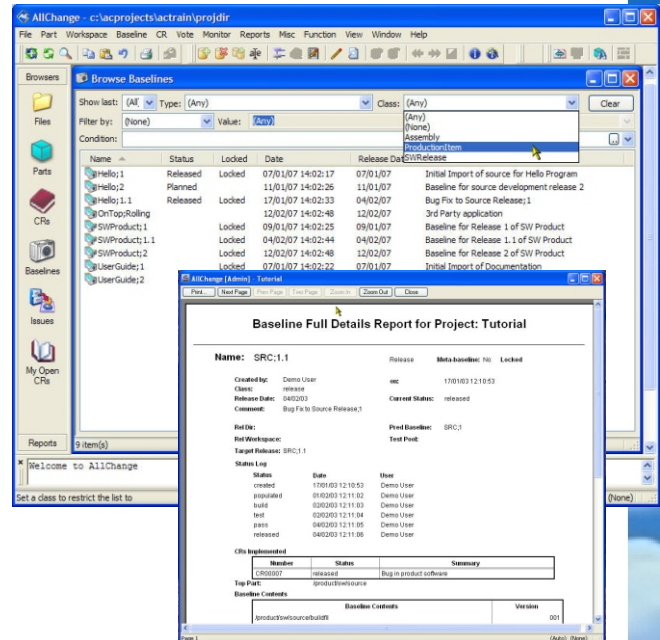 AllChange - c:\acprojects\actrain\projdir
File Part Workspace Baseline CR Vote Monitor Reports Misc Function View Window Help
Browsers
Files
Parts
CRs
Baselines
Issues
My Open CRs
Reports
Browse Baselines
Show last: (All Type: (Any) Class: (Any) Clear
Filter by: (None) Value: (Any)
Condition:
(Any)
(None)
Assembly
ProductionItem
SWRelease
Name Status Locked Date Release Dat
Hello;1 Released Locked 07/01/07 14:02:17 07/01/07 Initial Import of source for Hello Program
Hello;2 Planned 11/01/07 14:02:26 11/01/07 Baseline for source development release 2
Hello;1.1 Released Locked 17/01/07 14:02:33 04/02/07 Bug Fix to Source Release;1
OnTop;Rolling 12/02/07 14:02:48 12/02/07 3rd Party application
SWProduct;1 Locked 09/01/07 14:02:25 09/01/07 Baseline for Release 1 of SW Product
SWProduct;1.1 Locked 04/02/07 14:02:44 04/02/07 Baseline for Release 1.1 of SW Product
SWProduct;2 Locked 12/02/07 14:02:48 12/02/07 Baseline for Release 2 of SW Product
UserGuide;1 Locked 07/01/07 14:02:22 07/01/07 Initial Import of Documentation
UserGuide;2
9 item(s)
Welcome to AllChange
Set a class to restrict the list to
(None)
AllChange [Admin] - Tutorial
Print... Next Page Prev Page Two Page Zoom In Zoom Out Close
Baseline Full Details Report for Project: Tutorial
Name: SRC;1.1 Release Meta-baseline: No Locked
Created by: Demo User on: 17/01/03 12:10:53
Class: release
Release Date: 04/02/03 Current Status: released
Comment: Bug Fix to Source Release;1
Rel Dir: Pred Baseline: SRC;1
Rel Workspace: Test Pool:
Target Release: SRC;1.1
Status Log
Status Date User
created 17/01/03 12:10:53 Demo User
populated 01/02/03 12:11:02 Demo User
build 02/02/03 12:11:03 Demo User
test 02/02/03 12:11:04 Demo User
pass 04/02/03 12:11:05 Demo User
released 04/02/03 12:11:06 Demo User
CRs Implemented
Number Status Summary
CR00007 released Bug in product software
Top Part: /product/sw/source
Baseline Contents
Baseline Contents Version
/product/sw/source/buildfil 001
Page 1 (Auto) (None)